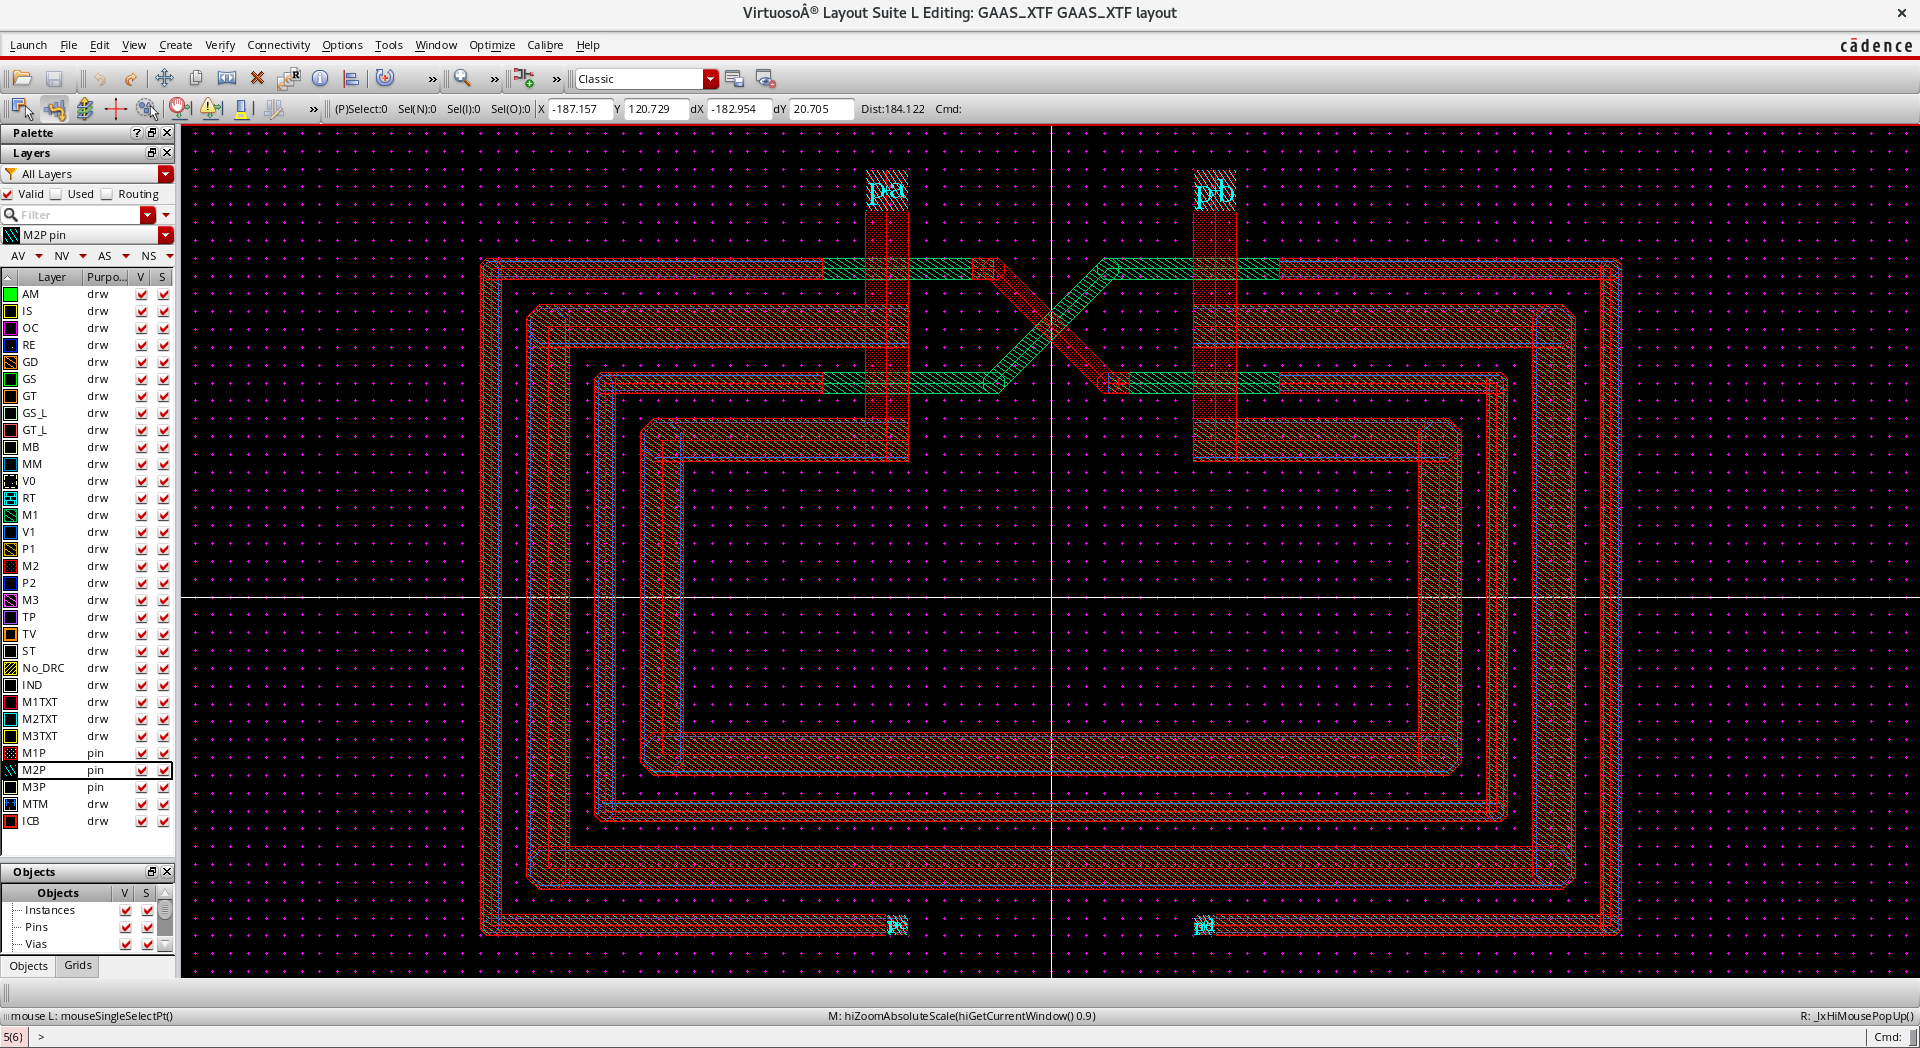 VirtuosoÂ® Layout Suite L Editing: GAAS_XTF GAAS_XTF layout
Launch File Edit View Create Verify Connectivity Options Tools Window Optimize Calibre Help
cādence
Classic
(P)Select:0 Sel(N):0 Sel(I):0 Sel(O):0 X -187.157 Y 120.729 dX -182.954 dY 20.705 Dist:184.122 Cmd:
Palette
Layers
All Layers
Valid Used Routing
Filter
M2P pin
AV NV AS NS
Layer Purpo... V S
AM drw
IS drw
OC drw
RE drw
GD drw
GS drw
GT drw
GS_L drw
GT_L drw
MB drw
MM drw
V0 drw
RT drw
M1 drw
V1 drw
P1 drw
M2 drw
P2 drw
M3 drw
TP drw
TV drw
ST drw
No_DRC drw
IND drw
M1TXT drw
M2TXT drw
M3TXT drw
M1P pin
M2P pin
M3P pin
MTM drw
ICB drw
Objects
Objects V S
Instances
Pins
Vias
Objects Grids
pa pb
pc pd
mouse L: mouseSingleSelectPt() M: hiZoomAbsoluteScale(hiGetCurrentWindow() 0.9) R: _lxHiMousePopUp()
5(6) > Cmd: